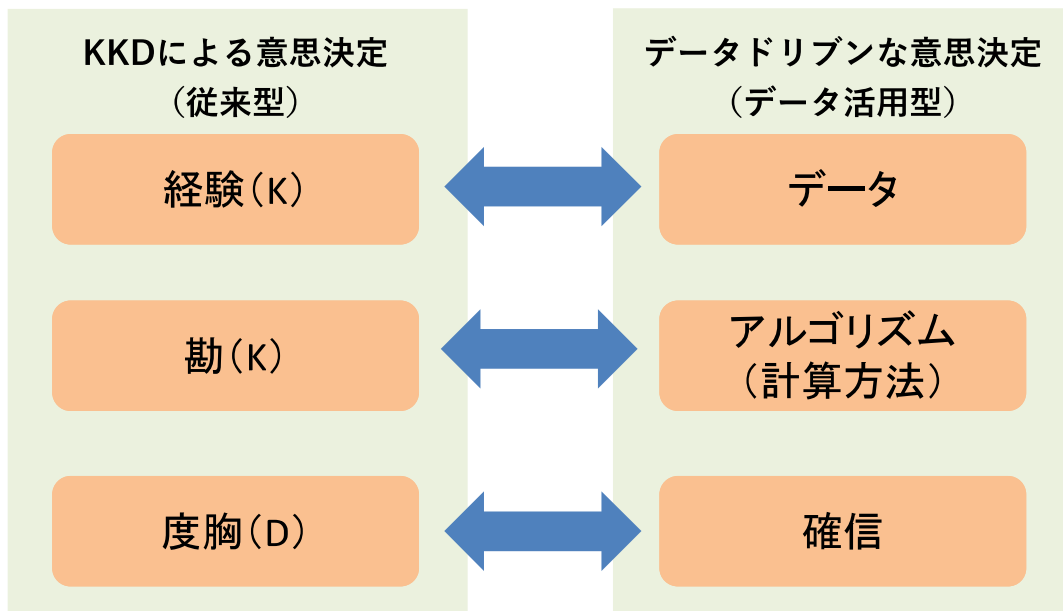 KKDによる意思決定
（従来型）
経験（K）
勘（K）
度胸（D）
データドリブンな意思決定
（データ活用型）
データ
アルゴリズム
（計算方法）
確信